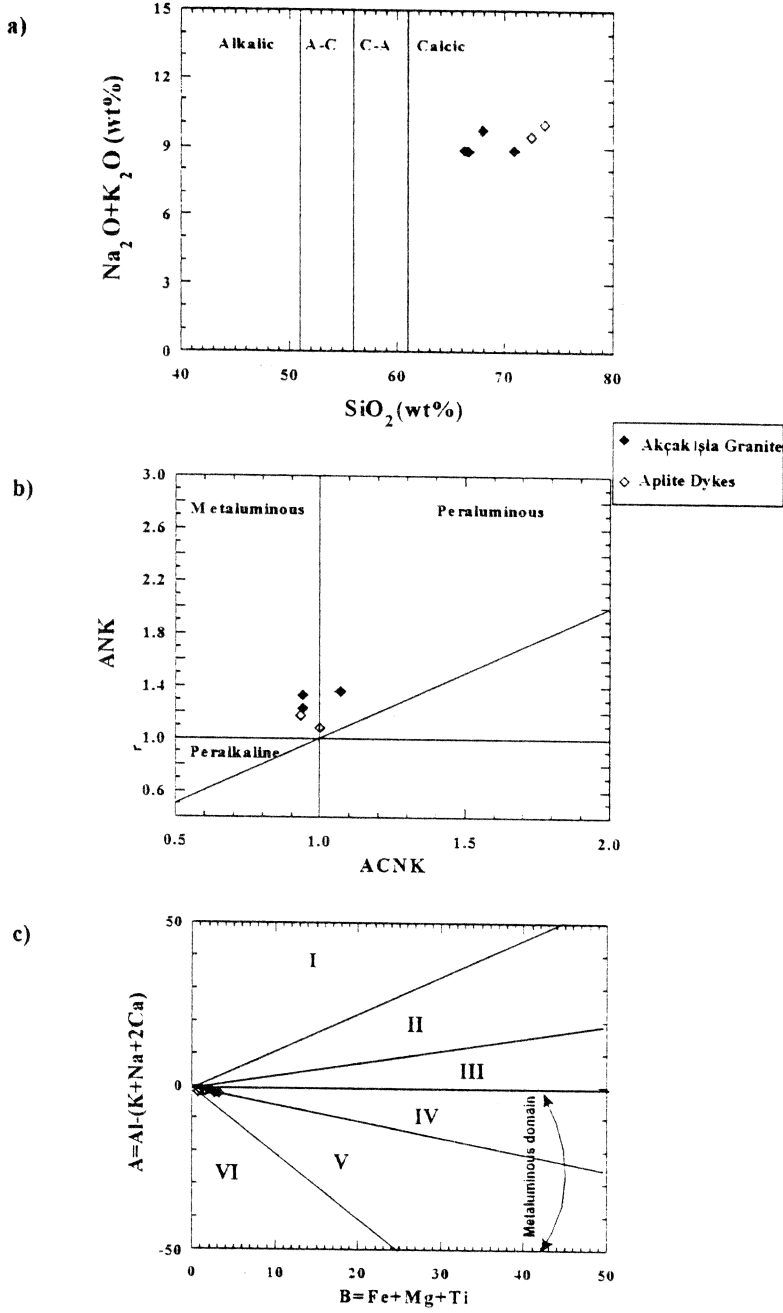 a)
Na2O+K2O (wt%)
15
12
9
6
3
0
Alkalic
A-C
C-A
Calcic
40
50
60
70
80
SiO2 (wt%)
Akçakışla Granite
Aplite Dykes
b)
ANK
3.0
2.6
2.2
1.8
1.4
1.0
0.6
Metaluminous
Peraluminous
Peralkaline
r
0.5
1.0
1.5
2.0
ACNK
c)
A=Al-(K+Na+2Ca)
50
0
-50
I
II
III
IV
V
VI
Metaluminous domain
0
10
20
30
40
50
B=Fe+Mg+Ti